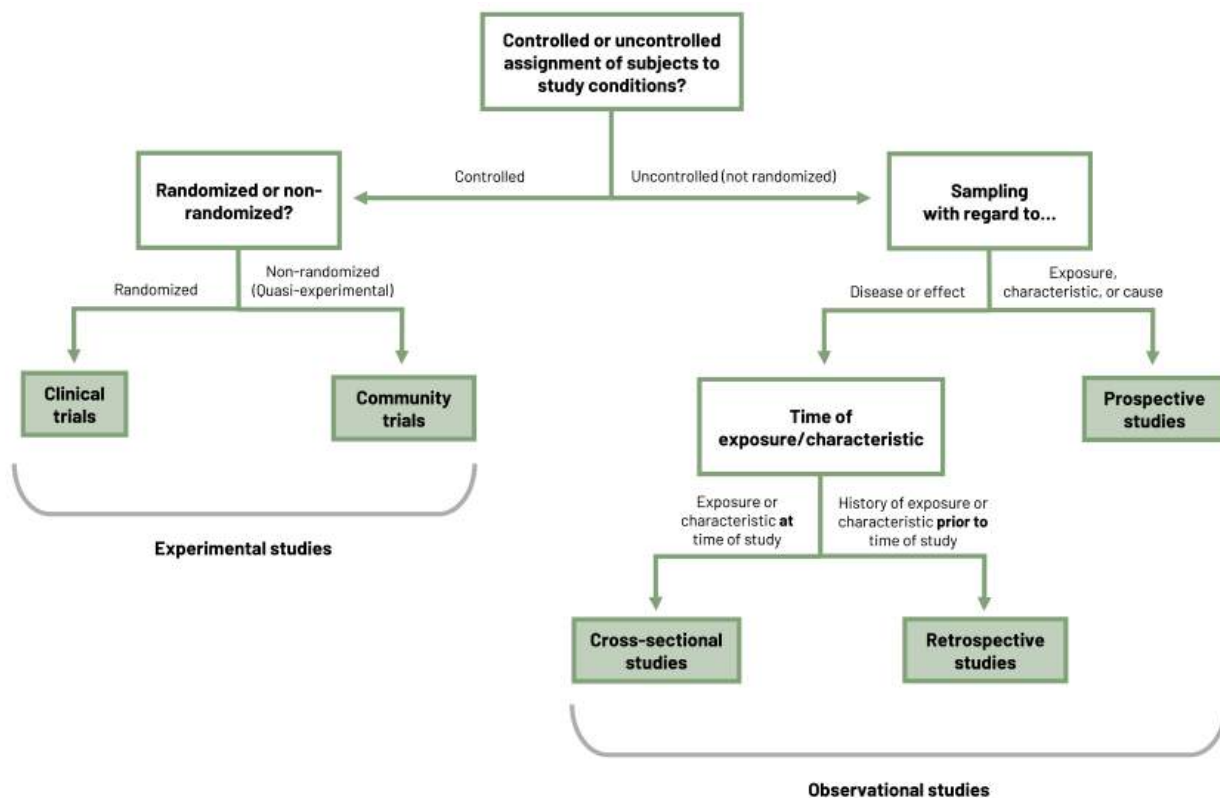 Controlled or uncontrolled
assignment of subjects to
study conditions?
Controlled
Uncontrolled (not randomized)
Randomized or non-
randomized?
Sampling
with regard to...
Randomized
Non-randomized
(Quasi-experimental)
Disease or effect
Exposure,
characteristic, or cause
Clinical
trials
Community
trials
Time of
exposure/characteristic
Prospective
studies
Exposure or
characteristic at
time of study
History of exposure or
characteristic prior to
time of study
Experimental studies
Cross-sectional
studies
Retrospective
studies
Observational studies